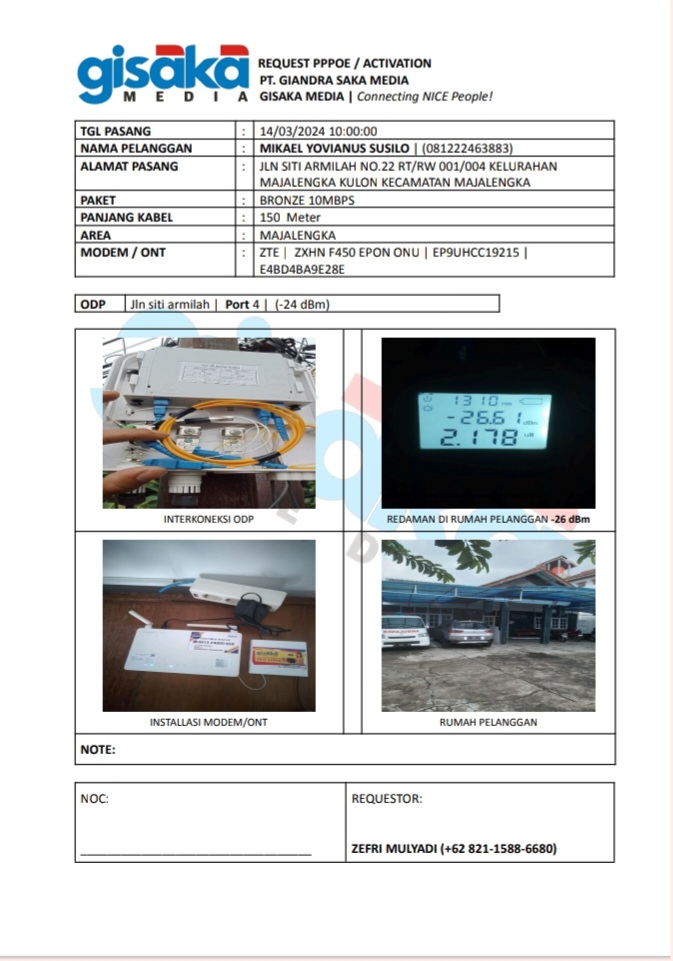 gisaka
MEDIA
REQUEST PPPOE / ACTIVATION
PT. GIANDRA SAKA MEDIA
GISAKA MEDIA | Connecting NICE People!
TGL PASANG : 14/03/2024 10:00:00
NAMA PELANGGAN : MIKAEL YOVIANUS SUSILO | (081222463883)
ALAMAT PASANG : JLN SITI ARMILAH NO.22 RT/RW 001/004 KELURAHAN
MAJALENGKA KULON KECAMATAN MAJALENGKA
PAKET : BRONZE 10MBPS
PANJANG KABEL : 150 Meter
AREA : MAJALENGKA
MODEM / ONT : ZTE | ZXHN F450 EPON ONU | EP9UHCC19215 |
E4BD4BA9E28E
ODP Jln siti armilah | Port 4 | (-24 dBm)
1310 nm
-26.61 dBm
2.178 uW
INTERKONEKSI ODP
REDAMAN DI RUMAH PELANGGAN -26 dBm
gisaka
AMBULANCE
INSTALLASI MODEM/ONT
RUMAH PELANGGAN
NOTE:
NOC:
REQUESTOR:
ZEFRI MULYADI (+62 821-1588-6680)